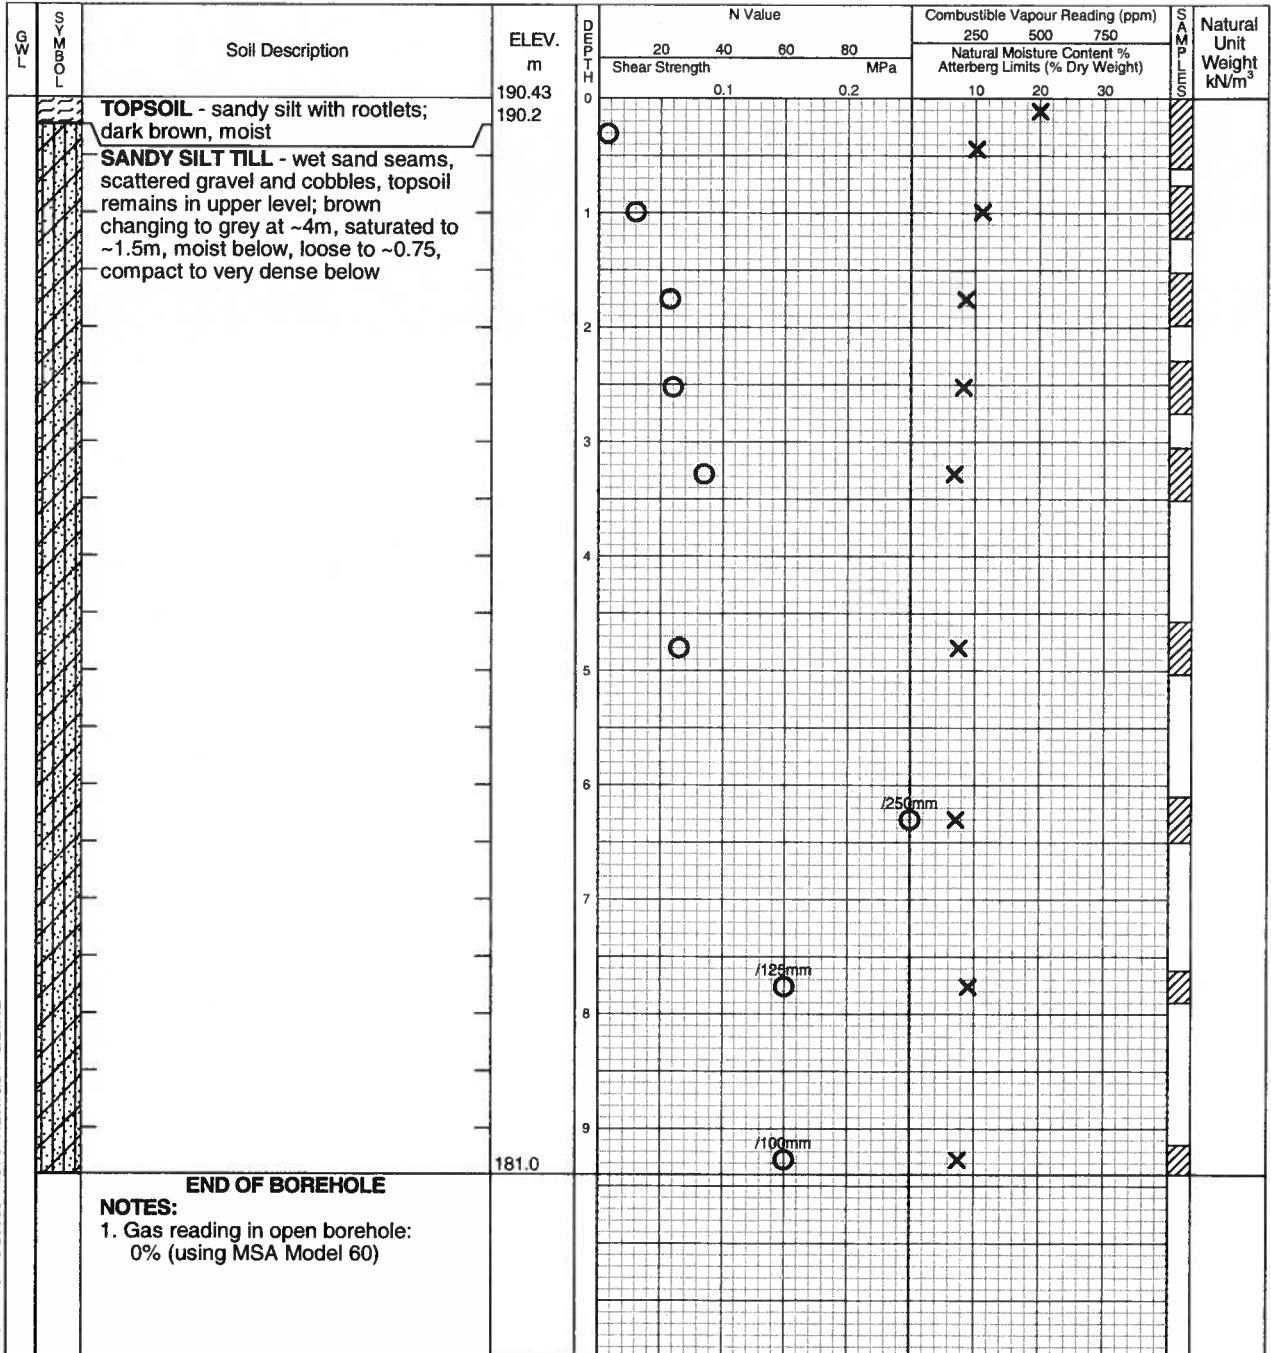 GWL
SYMBOL
Soil Description
ELEV.
m
DEPTH
N Value
20 40 60 80
Shear Strength MPa
0.1 0.2
Combustible Vapour Reading (ppm)
250 500 750
Natural Moisture Content %
Atterberg Limits (% Dry Weight)
10 20 30
SAMPLES
Natural
Unit
Weight
kN/m³
190.43
0
TOPSOIL - sandy silt with rootlets;
dark brown, moist
190.2
SANDY SILT TILL - wet sand seams,
scattered gravel and cobbles, topsoil
remains in upper level; brown
changing to grey at ~4m, saturated to
~1.5m, moist below, loose to ~0.75,
compact to very dense below
1
2
3
4
5
6
/250mm
7
/125mm
8
9
/100mm
181.0
END OF BOREHOLE
NOTES:
1. Gas reading in open borehole:
0% (using MSA Model 60)